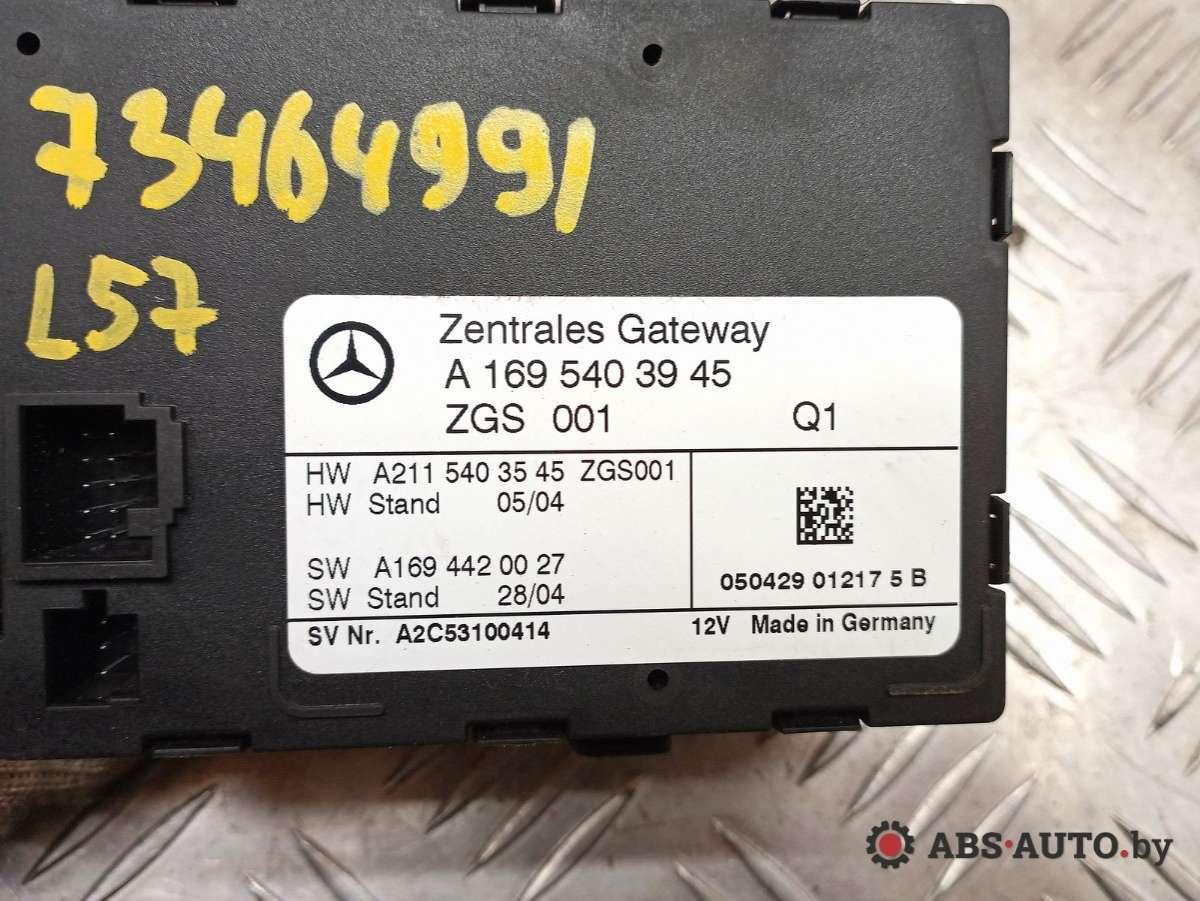 73464991
L57
Zentrales Gateway
A 169 540 39 45
ZGS 001 Q1
HW A211 540 35 45 ZGS001
HW Stand 05/04
SW A169 442 00 27
SW Stand 28/04
050429 01217 5 B
SV Nr. A2C53100414
12V Made in Germany
ABS·AUTO.by